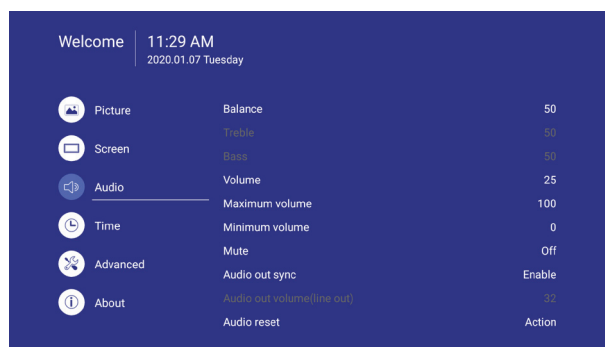 Welcome
11:29 AM
2020.01.07 Tuesday
Picture
Screen
Audio
Time
Advanced
About
Balance 50
Treble 50
Bass 50
Volume 25
Maximum volume 100
Minimum volume 0
Mute Off
Audio out sync Enable
Audio out volume(line out) 32
Audio reset Action